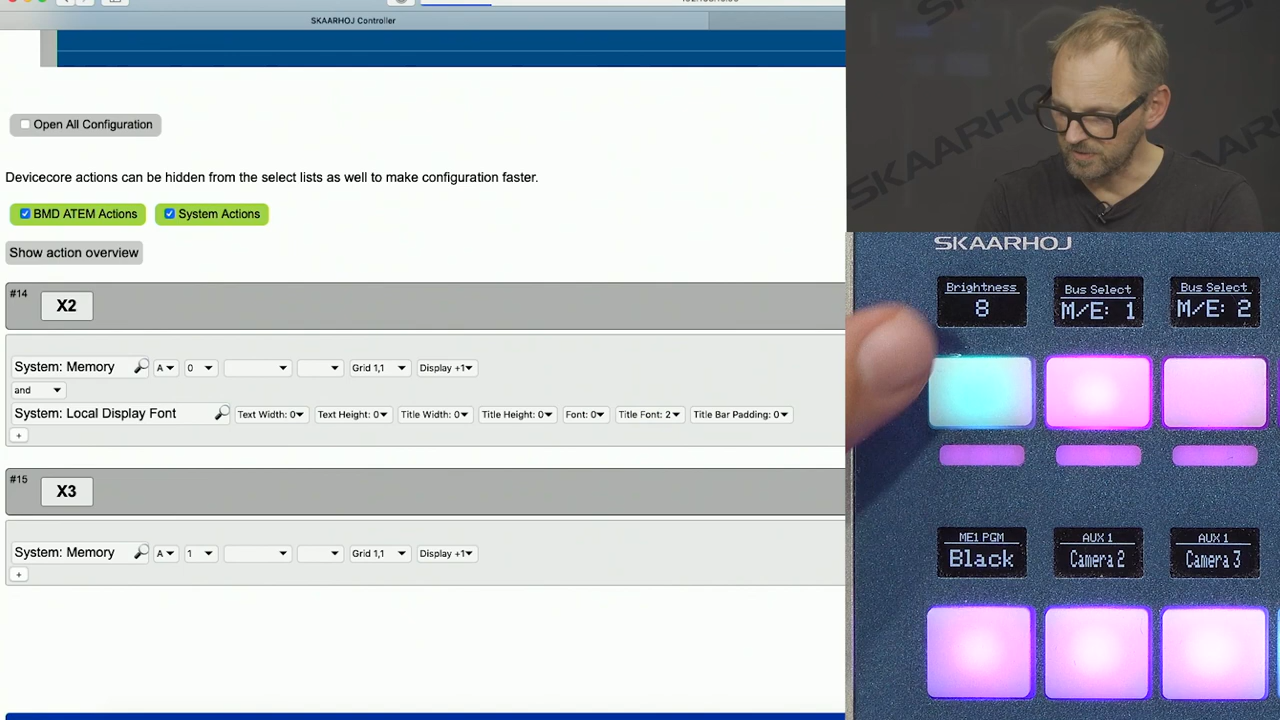 SKAARHOJ Controller
Open All Configuration
Devicecore actions can be hidden from the select lists as well to make configuration faster.
BMD ATEM Actions System Actions
Show action overview
#14 X2
System: Memory A 0 Grid 1,1 Display +1
and
System: Local Display Font Text Width: 0 Text Height: 0 Title Width: 0 Title Height: 0 Font: 0 Title Font: 2 Title Bar Padding: 0
+
#15 X3
System: Memory A 1 Grid 1,1 Display +1
+
SKAARHOJ
SKAARHOJ
Brightness Bus Select Bus Select
8 M/E: 1 M/E: 2
ME1 PGM AUX 1 AUX 1
Black Camera 2 Camera 3